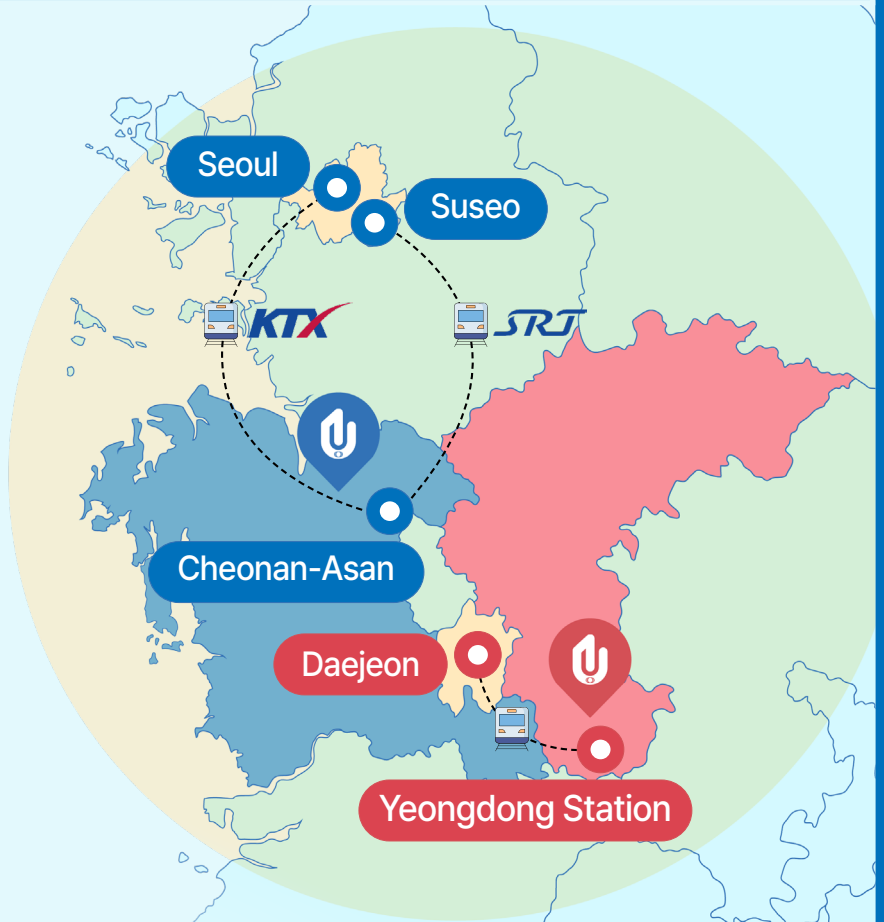 Seoul
Suseo
KTX
SRT
Cheonan-Asan
Daejeon
Yeongdong Station